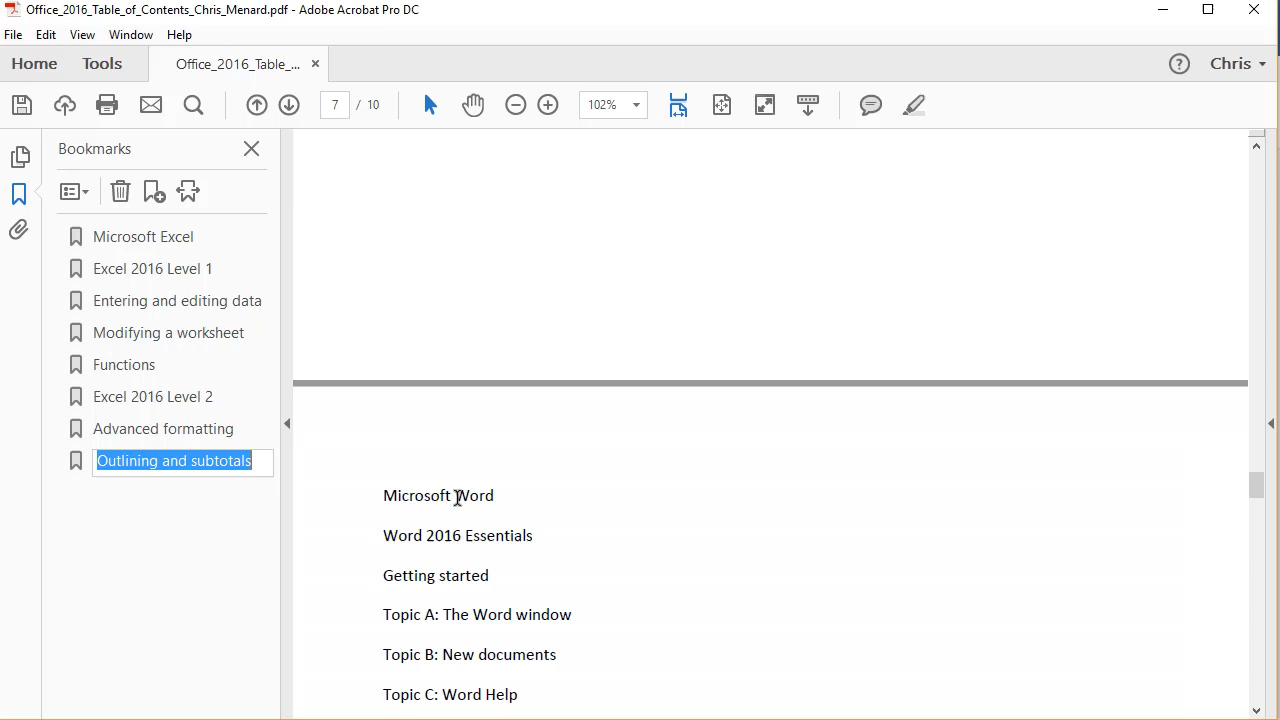 Office_2016_Table_of_Contents_Chris_Menard.pdf - Adobe Acrobat Pro DC
File Edit View Window Help
Home Tools Office_2016_Table_... × ? Chris
7 / 10 102%
Bookmarks
Microsoft Excel
Excel 2016 Level 1
Entering and editing data
Modifying a worksheet
Functions
Excel 2016 Level 2
Advanced formatting
Outlining and subtotals
Microsoft Word
Word 2016 Essentials
Getting started
Topic A: The Word window
Topic B: New documents
Topic C: Word Help